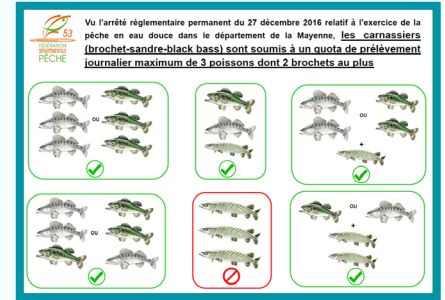 53
FÉDÉRATION
DÉPARTEMENTALE
PÊCHE
Vu l'arrêté réglementaire permanent du 27 décembre 2016 relatif à l'exercice de la
pêche en eau douce dans le département de la Mayenne, les carnassiers
(brochet-sandre-black bass) sont soumis à un quota de prélèvement
journalier maximum de 3 poissons dont 2 brochets au plus
ou
ou
+
ou
ou
+